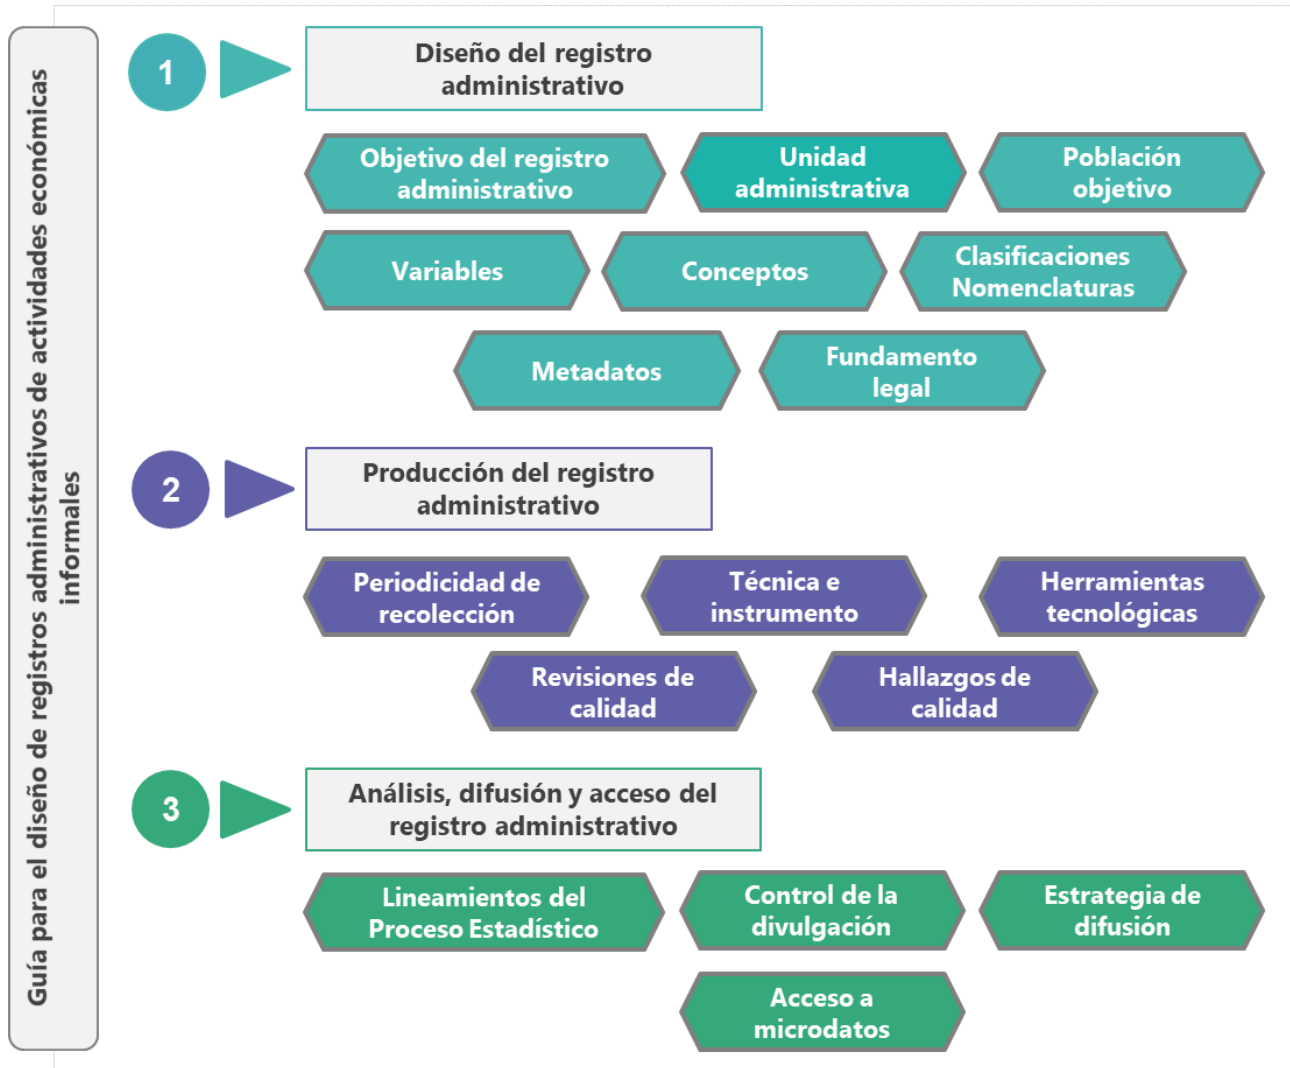 Guía para el diseño de registros administrativos de actividades económicas
informales
1
Diseño del registro
administrativo
Objetivo del registro
administrativo
Unidad
administrativa
Población
objetivo
Variables
Conceptos
Clasificaciones
Nomenclaturas
Metadatos
Fundamento
legal
2
Producción del registro
administrativo
Periodicidad de
recolección
Técnica e
instrumento
Herramientas
tecnológicas
Revisiones de
calidad
Hallazgos de
calidad
3
Análisis, difusión y acceso del
registro administrativo
Lineamientos del
Proceso Estadístico
Control de la
divulgación
Estrategia de
difusión
Acceso a
microdatos